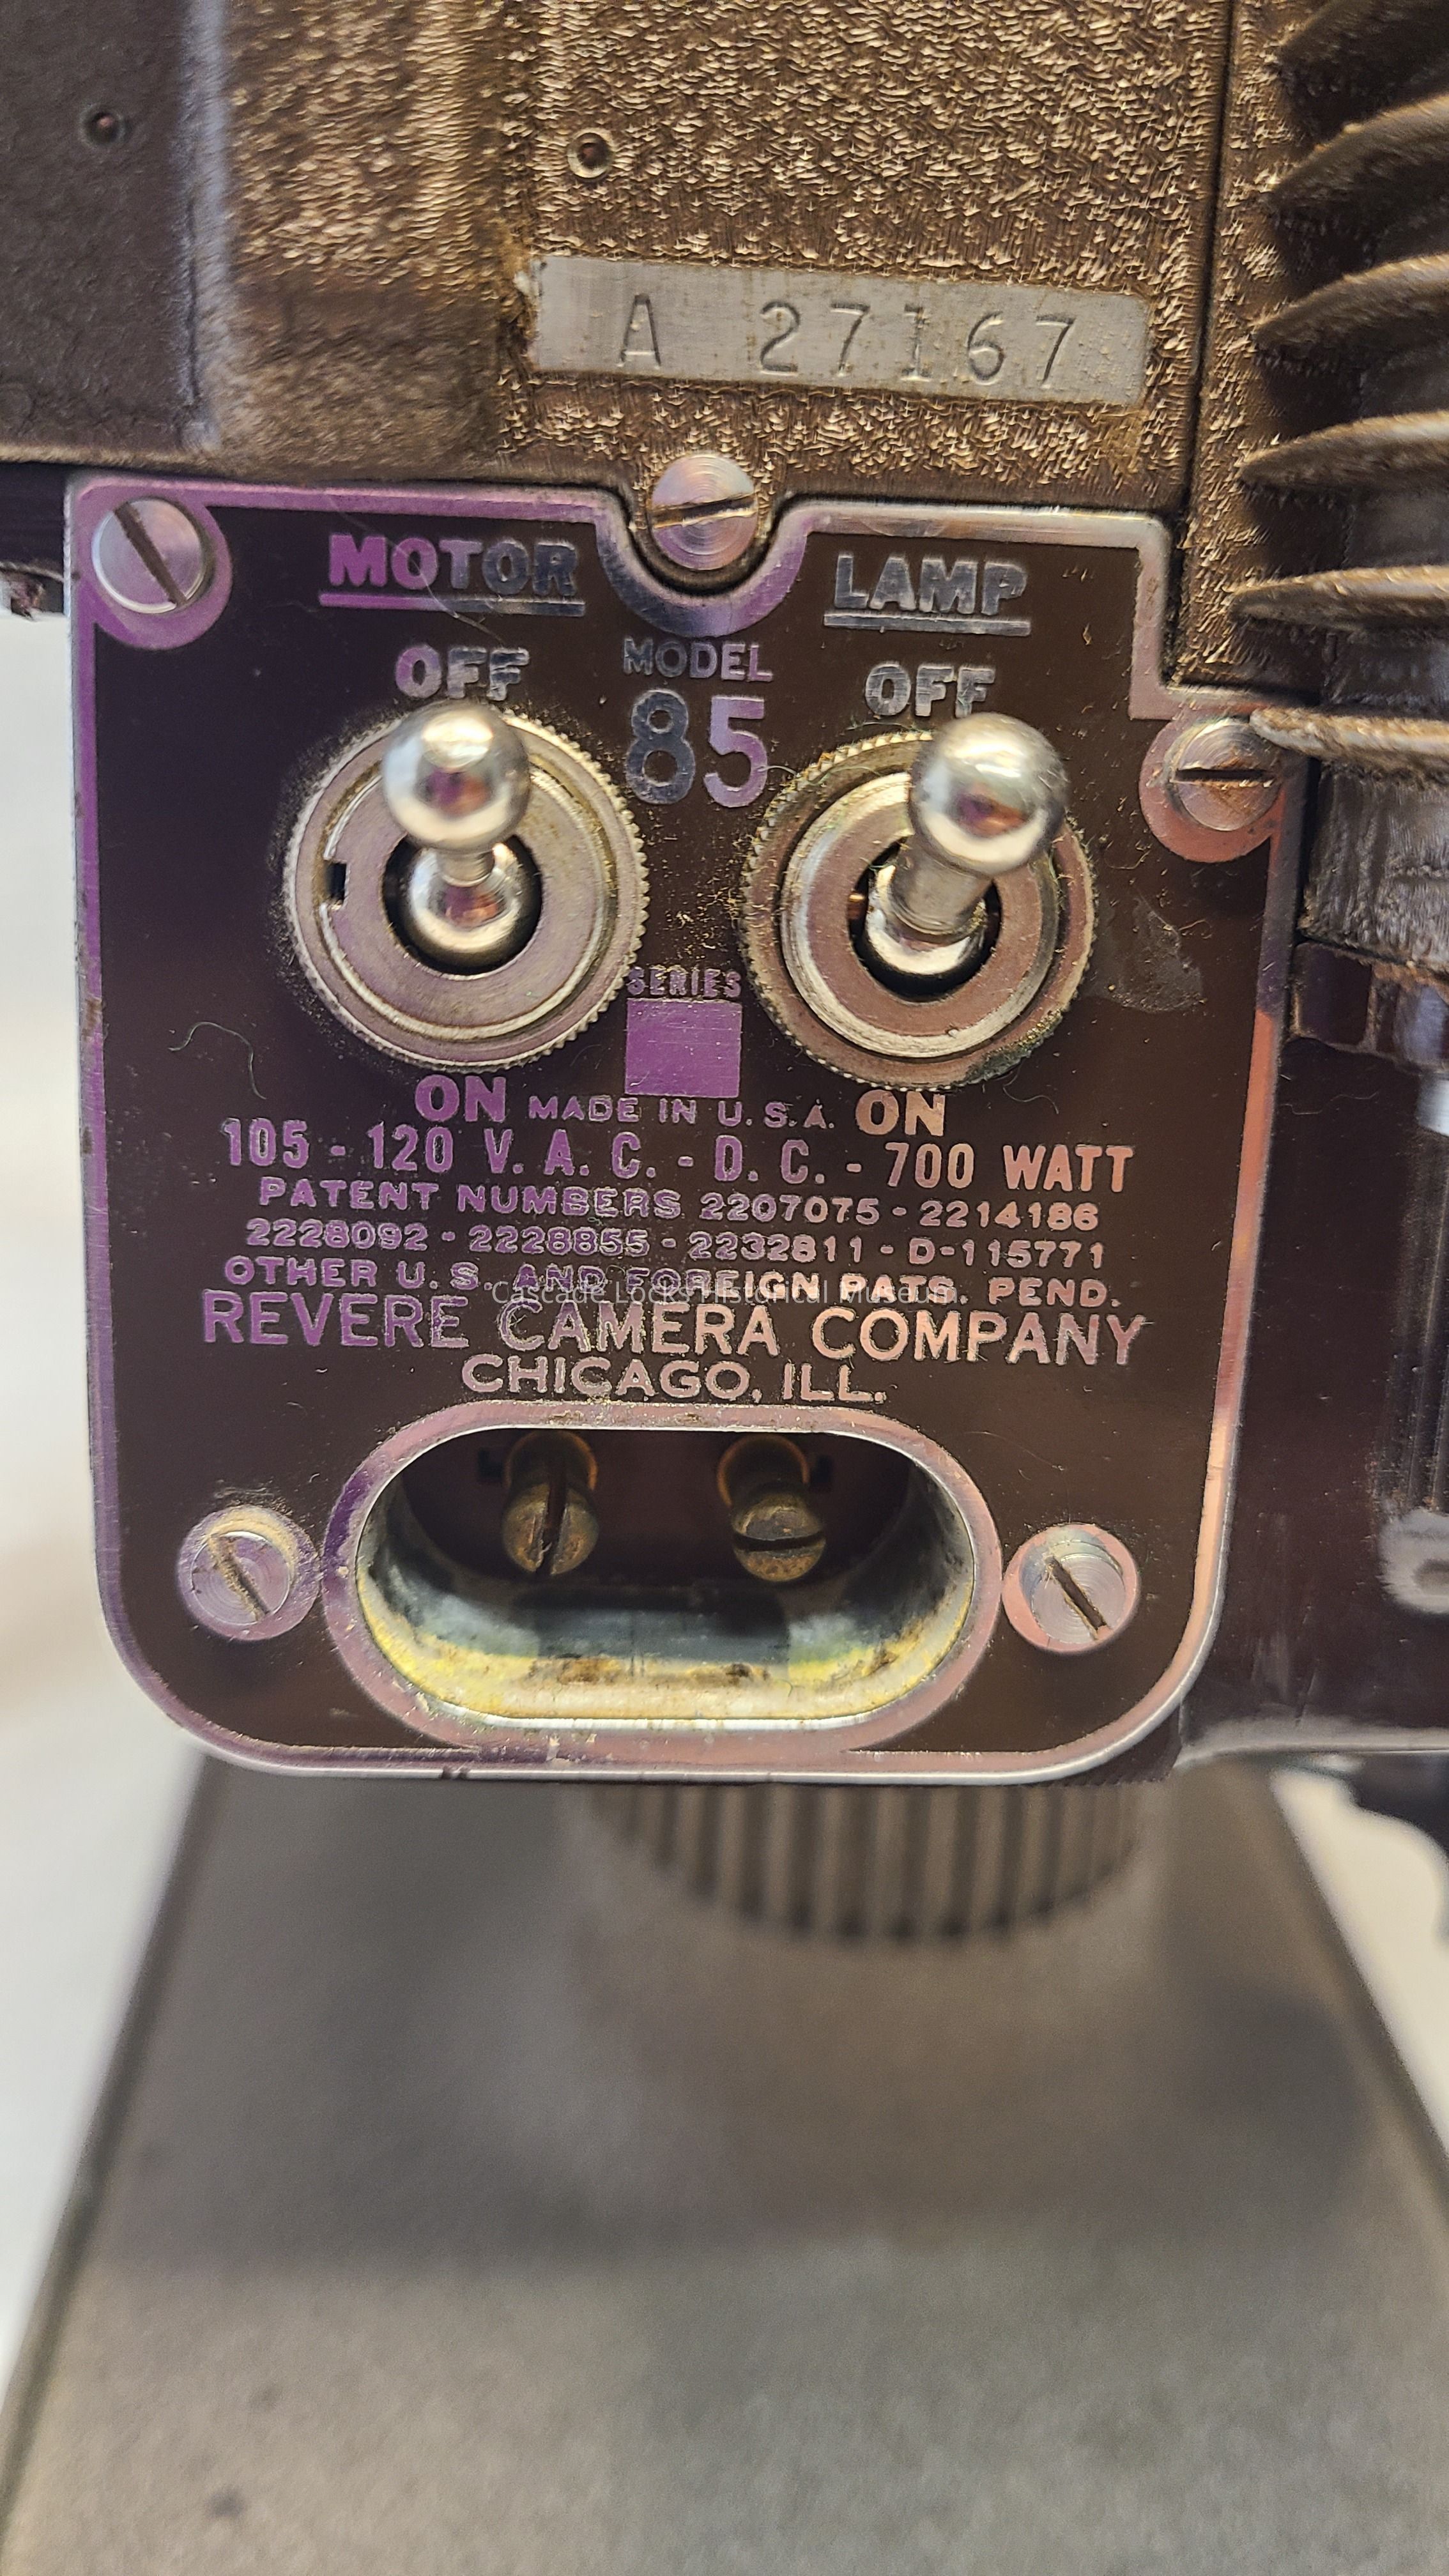 A 27167
MOTOR
LAMP
OFF
MODEL
OFF
85
SERIES
ON MADE IN U.S.A. ON
105 - 120 V. A. C. - D. C. - 700 WATT
PATENT NUMBERS 2207075 - 2214186
2228092 - 2228855 - 2232811 - D-115771
OTHER U.S. AND FOREIGN PATS. PEND.
Cascade Locks Historical Museum
REVERE CAMERA COMPANY
CHICAGO, ILL.